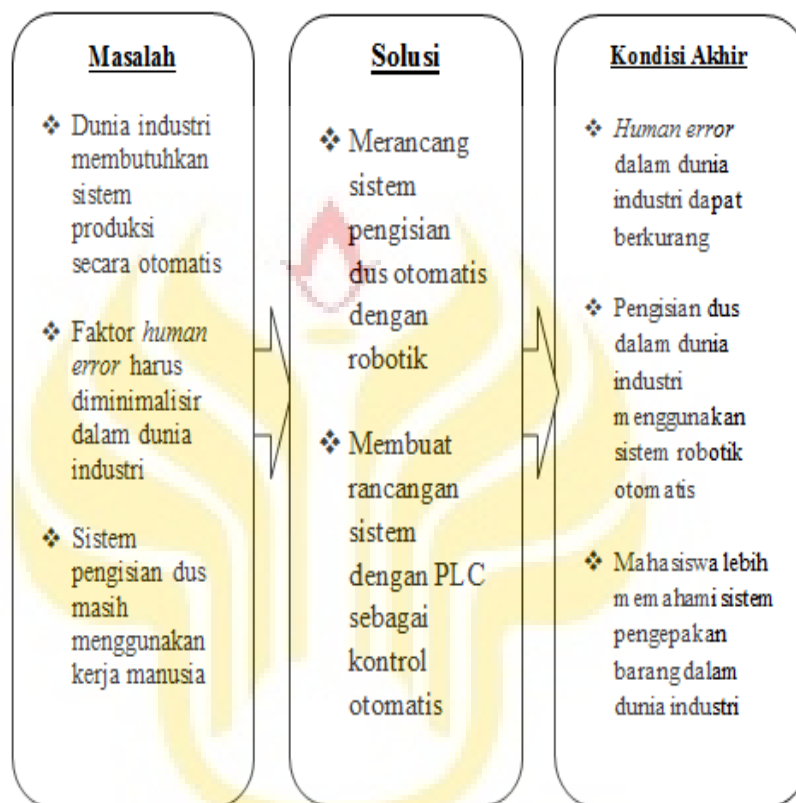 Masalah
❖ Dunia industri
membutuhkan
sistem
produksi
secara otomatis
❖ Faktor human
error harus
diminimalisir
dalam dunia
industri
❖ Sistem
pengisian dus
masih
menggunakan
kerja manusia
Solusi
❖ Merancang
sistem
pengisian
dus otomatis
dengan
robotik
❖ Membuat
rancangan
sistem
dengan PLC
sebagai
kontrol
otomatis
Kondisi Akhir
❖ Human error
dalam dunia
industri dapat
berkurang
❖ Pengisian dus
dalam dunia
industri
menggunakan
sistem robotik
otomatis
❖ Mahasiswa lebih
memahami sistem
pengepakan
barang dalam
dunia industri